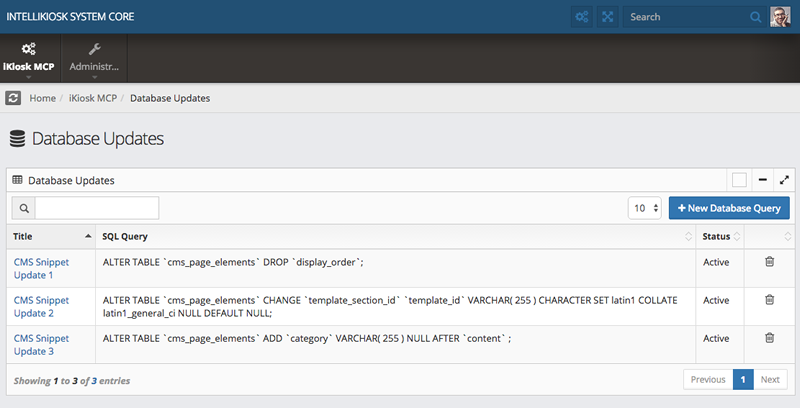 INTELLIKIOSK SYSTEM CORE
Search
iKiosk MCP
Administr...
Home / iKiosk MCP / Database Updates
Database Updates
Database Updates
10
+ New Database Query
Title SQL Query Status
CMS Snippet
Update 1
ALTER TABLE `cms_page_elements` DROP `display_order`;
Active
CMS Snippet
Update 2
ALTER TABLE `cms_page_elements` CHANGE `template_section_id` `template_id` VARCHAR( 255 ) CHARACTER SET latin1 COLLATE
latin1_general_ci NULL DEFAULT NULL;
Active
CMS Snippet
Update 3
ALTER TABLE `cms_page_elements` ADD `category` VARCHAR( 255 ) NULL AFTER `content` ;
Active
Showing 1 to 3 of 3 entries
Previous 1 Next